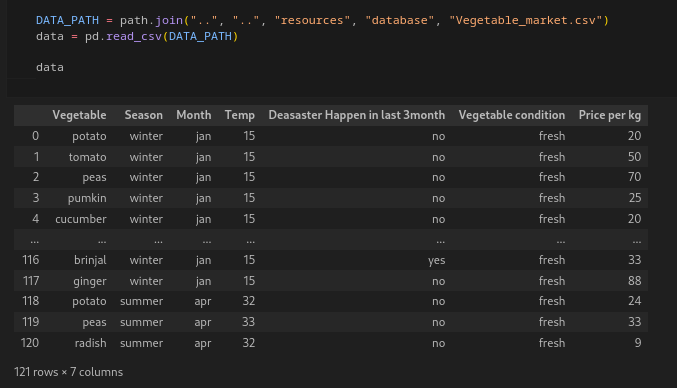 DATA_PATH = path.join("..", "..", "resources", "database", "Vegetable_market.csv")
data = pd.read_csv(DATA_PATH)
data
Vegetable Season Month Temp Deasaster Happen in last 3month Vegetable condition Price per kg
0 potato winter jan 15 no fresh 20
1 tomato winter jan 15 no fresh 50
2 peas winter jan 15 no fresh 70
3 pumkin winter jan 15 no fresh 25
4 cucumber winter jan 15 no fresh 20
... ... ... ... ... ... ... ...
116 brinjal winter jan 15 yes fresh 33
117 ginger winter jan 15 no fresh 88
118 potato summer apr 32 no fresh 24
119 peas summer apr 33 no fresh 33
120 radish summer apr 32 no fresh 9
121 rows × 7 columns